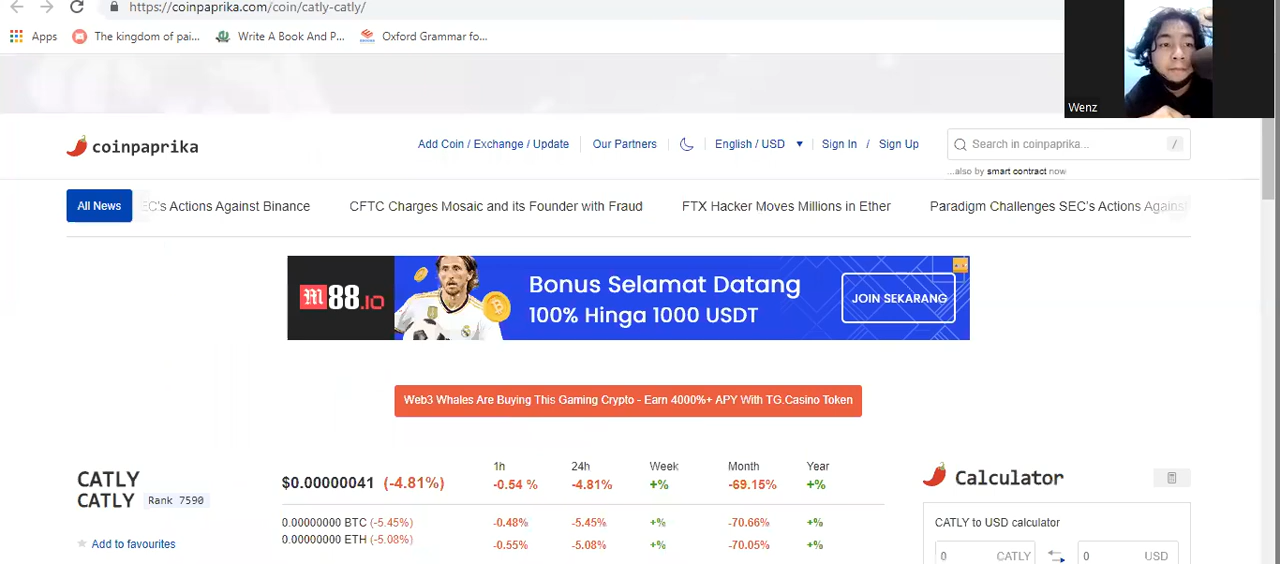 https://coinpaprika.com/coin/catly-catly/
Apps The kingdom of pai... Write A Book And P... Oxford Grammar fo...
Wenz
coinpaprika
Add Coin / Exchange / Update Our Partners English / USD Sign In / Sign Up
Search in coinpaprika... /
...also by smart contract now
All News EC's Actions Against Binance CFTC Charges Mosaic and its Founder with Fraud FTX Hacker Moves Millions in Ether Paradigm Challenges SEC's Actions Agains
M88.IO
Bonus Selamat Datang
100% Hinga 1000 USDT
JOIN SEKARANG
Web3 Whales Are Buying This Gaming Crypto - Earn 4000%+ APY With TG.Casino Token
CATLY
CATLY Rank 7590
Add to favourites
1h 24h Week Month Year
$0.00000041 (-4.81%) -0.54 % -4.81% +% -69.15% +%
0.00000000 BTC (-5.45%) -0.48% -5.45% +% -70.66% +%
0.00000000 ETH (-5.08%) -0.55% -5.08% +% -70.05% +%
Calculator
CATLY to USD calculator
0 CATLY 0 USD